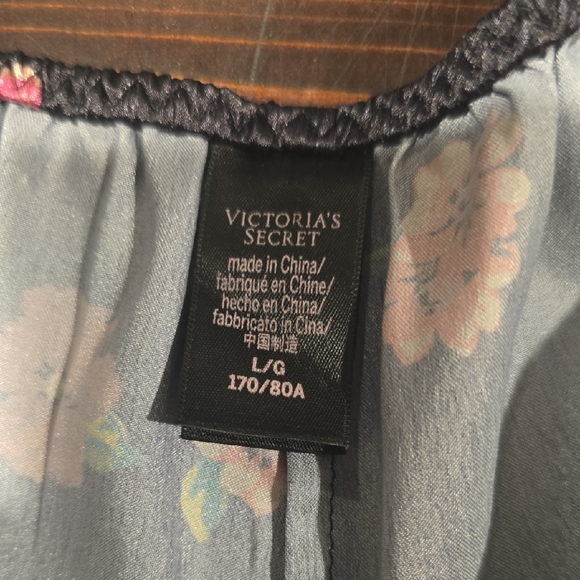 VICTORIA'S
SECRET
made in China/
fabriqué en Chine/
hecho en China/
fabbricato in Cina/
中国制造
L/G
170/80A